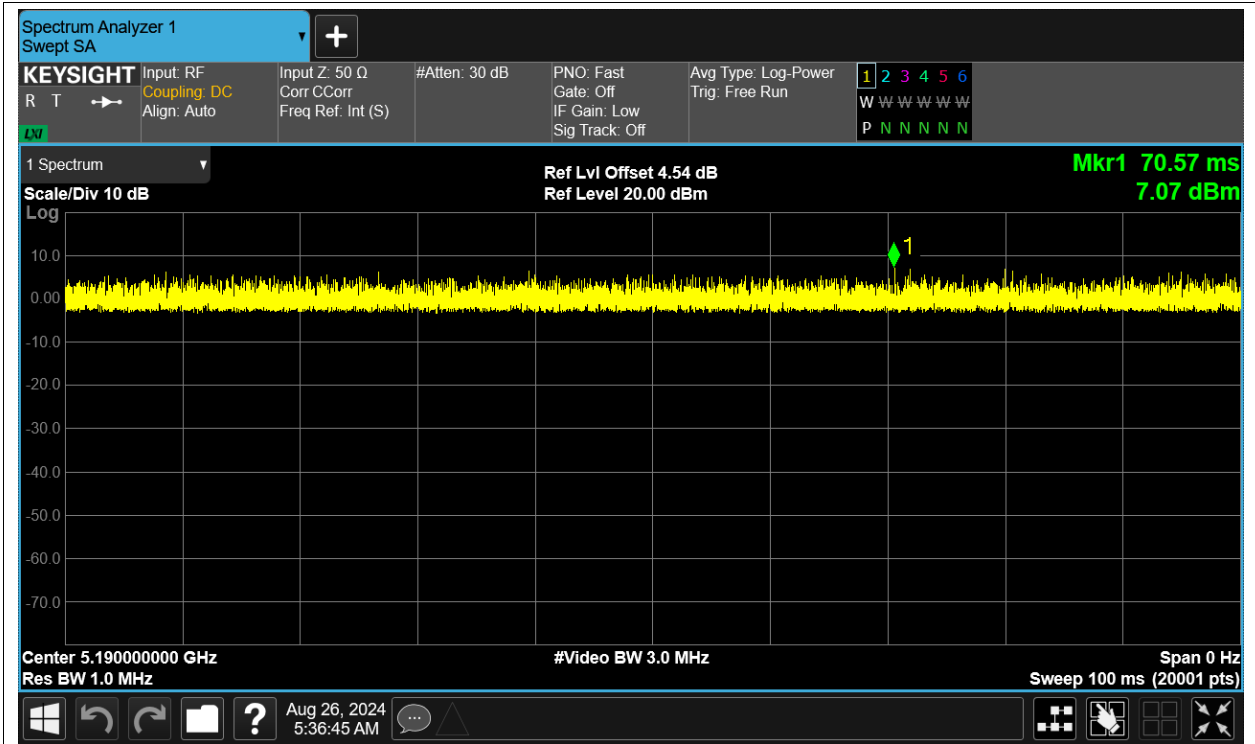 Spectrum Analyzer 1
Swept SA
KEYSIGHT
R T
LXI
Input: RF
Coupling: DC
Align: Auto
Input Z: 50 Ω
Corr CCorr
Freq Ref: Int (S)
#Atten: 30 dB
PNO: Fast
Gate: Off
IF Gain: Low
Sig Track: Off
Avg Type: Log-Power
Trig: Free Run
1 2 3 4 5 6
W W W W W W
P N N N N N
1 Spectrum
Scale/Div 10 dB
Log
Ref Lvl Offset 4.54 dB
Ref Level 20.00 dBm
Mkr1 70.57 ms
7.07 dBm
1
10.0
0.00
-10.0
-20.0
-30.0
-40.0
-50.0
-60.0
-70.0
Center 5.190000000 GHz
Res BW 1.0 MHz
#Video BW 3.0 MHz
Span 0 Hz
Sweep 100 ms (20001 pts)
?
Aug 26, 2024
5:36:45 AM